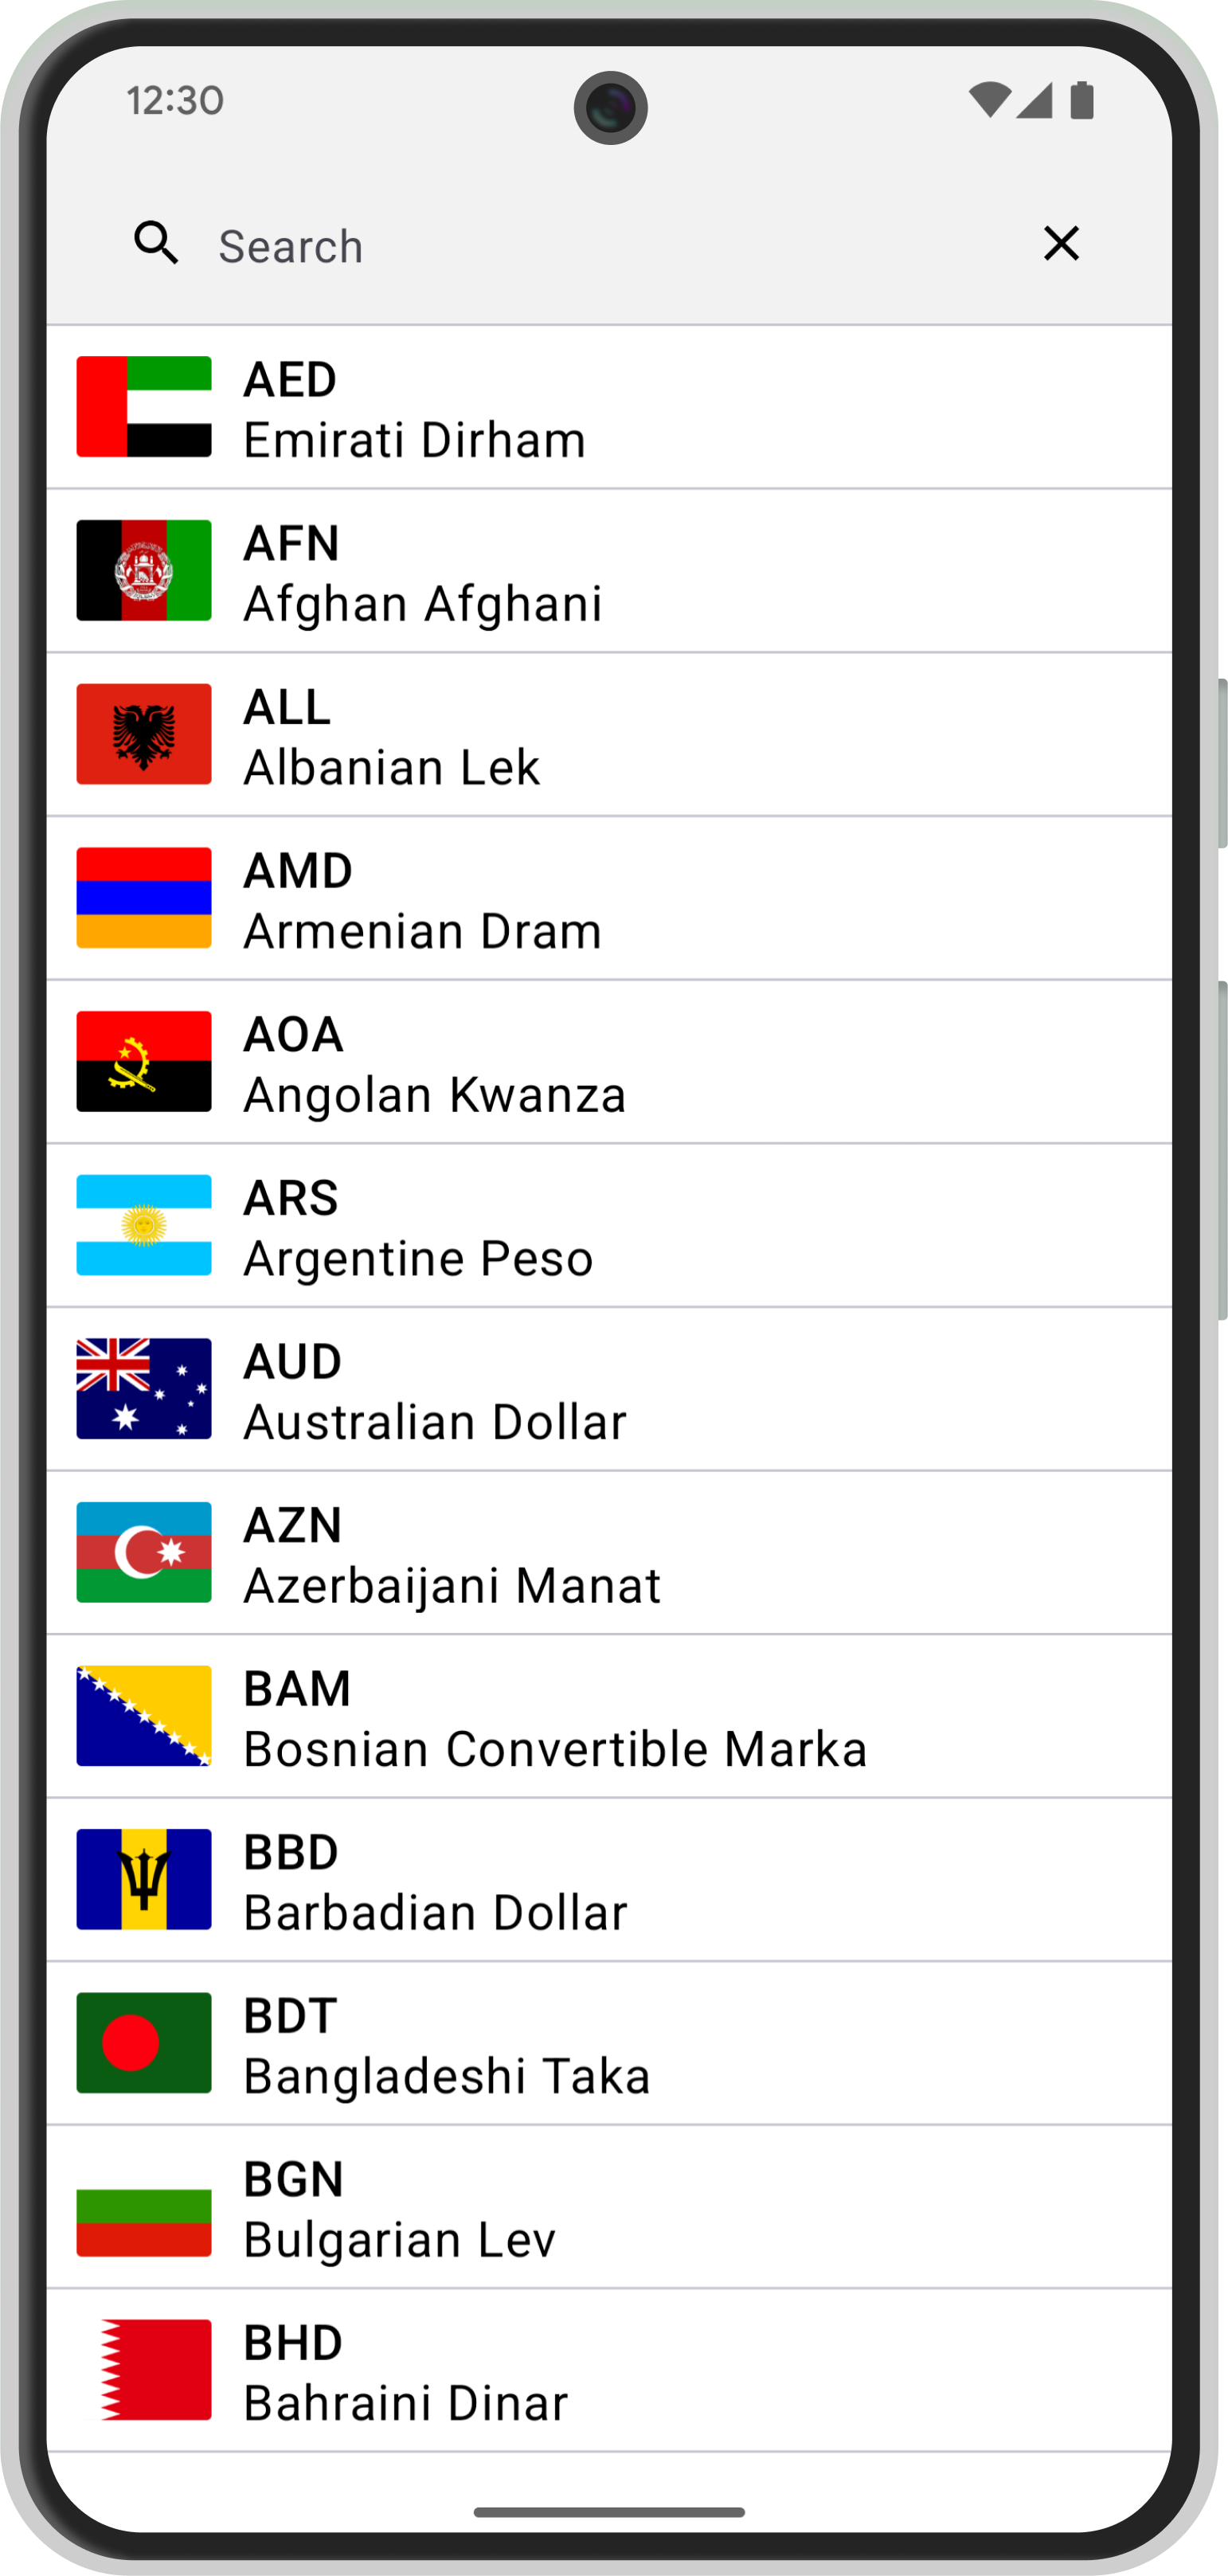 12:30
Search
AED
Emirati Dirham
AFN
Afghan Afghani
ALL
Albanian Lek
AMD
Armenian Dram
AOA
Angolan Kwanza
ARS
Argentine Peso
AUD
Australian Dollar
AZN
Azerbaijani Manat
BAM
Bosnian Convertible Marka
BBD
Barbadian Dollar
BDT
Bangladeshi Taka
BGN
Bulgarian Lev
BHD
Bahraini Dinar